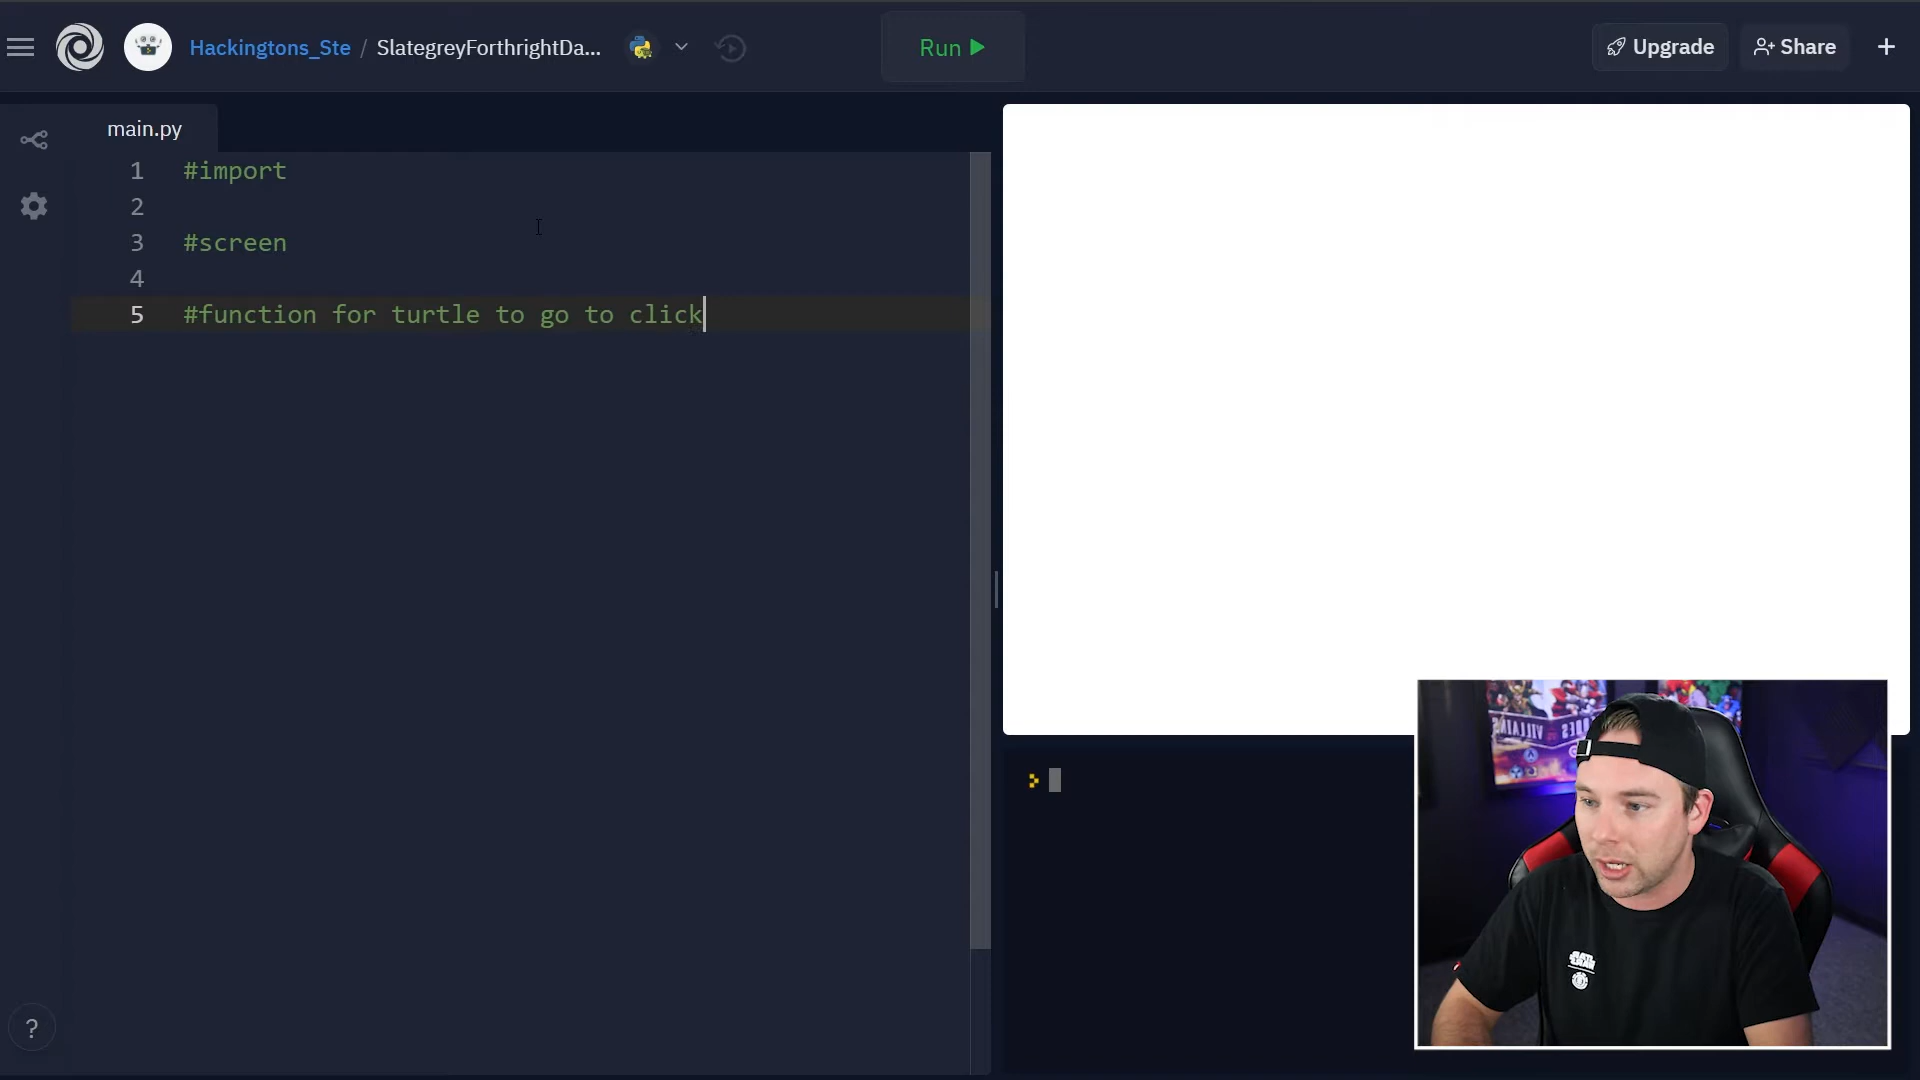 Hackingtons_Ste / SlategreyForthrightDa...
Run
Upgrade
Share
main.py
1 #import
2
3 #screen
4
5 #function for turtle to go to click
?
VILLAINS